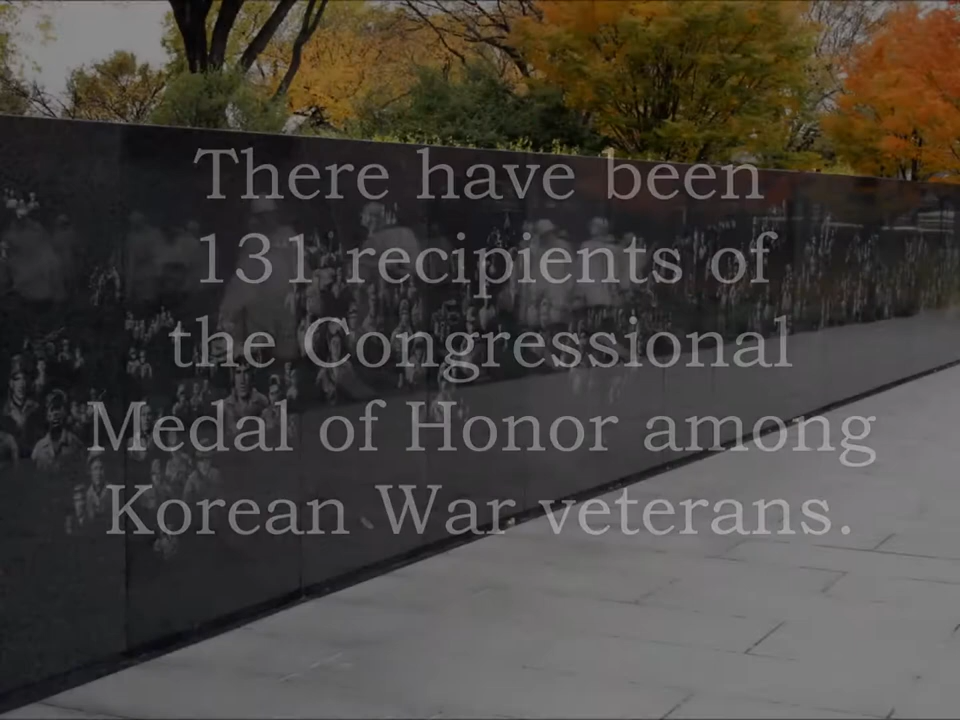 There have been
131 recipients of
the Congressional
Medal of Honor among
Korean War veterans.